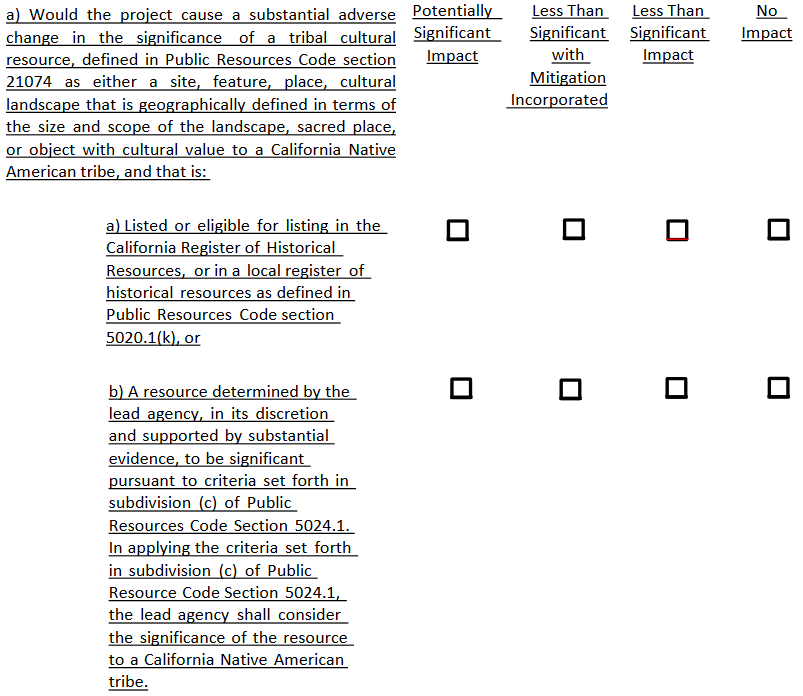 a) Would the project cause a substantial adverse
change in the significance of a tribal cultural
resource, defined in Public Resources Code section
21074 as either a site, feature, place, cultural
landscape that is geographically defined in terms of
the size and scope of the landscape, sacred place,
or object with cultural value to a California Native
American tribe, and that is:
Potentially
Significant
Impact
Less Than
Significant
with
Mitigation
Incorporated
Less Than
Significant
Impact
No
Impact
a) Listed or eligible for listing in the
California Register of Historical
Resources, or in a local register of
historical resources as defined in
Public Resources Code section
5020.1(k), or
b) A resource determined by the
lead agency, in its discretion
and supported by substantial
evidence, to be significant
pursuant to criteria set forth in
subdivision (c) of Public
Resources Code Section 5024.1.
In applying the criteria set forth
in subdivision (c) of Public
Resource Code Section 5024.1,
the lead agency shall consider
the significance of the resource
to a California Native American
tribe.